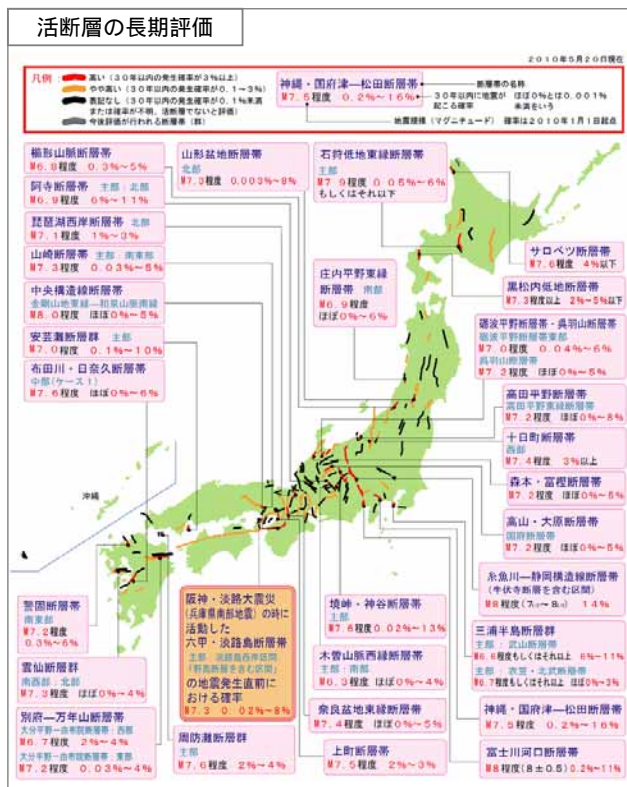 活断層の長期評価
2010年5月20日現在
凡例:
高い(30年以内の発生確率が3%以上)
やや高い(30年以内の発生確率が0.1~3%)
表記なし(30年以内の発生確率が0.1%未満
または確率が不明、活断層でないと評価)
今後評価が行われる断層帯(群)
神縄・国府津―松田断層帯
M7.5程度 0.2%~16%
断層帯の名称
30年以内に地震が起こる確率
ほぼ0%とは0.001%未満をいう
地震規模(マグニチュード)
確率は2010年1月1日起点
櫛形山脈断層帯
M6.8程度 0.3%~5%
阿寺断層帯 主部:北部
M6.9程度 6%~11%
琵琶湖西岸断層帯 北部
M7.1程度 1%~3%
山崎断層帯 主部:南東部
M7.3程度 0.03%~5%
中央構造線断層帯
金剛山地東縁―和泉山脈南縁
M8.0程度 ほぼ0%~5%
安芸灘断層群 主部
M7.0程度 0.1%~10%
布田川・日奈久断層帯
中部(ケース1)
M7.6程度 ほぼ0%~6%
山形盆地断層帯
北部
M7.3程度 0.003%~8%
石狩低地東縁断層帯
主部
M7.9程度 0.05%~6%
もしくはそれ以下
庄内平野東縁
断層帯 南部
M6.9程度
ほぼ0%~6%
サロベツ断層帯
M7.6程度 4%以下
黒松内低地断層帯
M7.3程度以上 2%~5%以下
砺波平野断層帯・呉羽山断層帯
砺波平野断層帯東部
M7.0程度 0.04%~6%
呉羽山断層帯
M7.2程度 ほぼ0%~5%
高田平野断層帯
高田平野東縁断層帯
M7.2程度 ほぼ0%~8%
十日町断層帯
西部
M7.4程度 3%以上
森本・富樫断層帯
M7.2程度 ほぼ0%~5%
高山・大原断層帯
国府断層帯
M7.2程度 ほぼ0%~5%
糸魚川―静岡構造線断層帯
(牛伏寺断層を含む区間)
M8程度 14%
三浦半島断層群
主部:武山断層帯
M6.6程度もしくはそれ以上 6%~11%
主部:衣笠・北武断層帯
M6.7程度もしくはそれ以上 ほぼ0%~3%
神縄・国府津―松田断層帯
M7.5程度 0.2%~16%
富士川河口断層帯
M8程度(8±0.5) 0.2%~11%
沖縄
警固断層帯
南東部
M7.2程度
0.3%~6%
雲仙断層群
南西部:北部
M7.3程度 ほぼ0%~4%
別府―万年山断層帯
大分平野―由布院断層帯:西部
M6.7程度 2%~4%
大分平野―由布院断層帯:東部
M7.2程度 0.03%~4%
阪神・淡路大震災
(兵庫県南部地震)の時に
活動した
六甲・淡路島断層帯
主部:淡路島西岸区間
「野島断層を含む区間」
の地震発生直前に
おける確率
M7.3 0.02%~8%
周防灘断層群
主部
M7.6程度 2%~4%
境峠・神谷断層帯
主部
M7.6程度 0.02%~13%
木曽山脈西縁断層帯
主部:南部
M6.3程度 ほぼ0%~4%
奈良盆地東縁断層帯
M7.4程度 ほぼ0%~5%
上町断層帯
M7.5程度 2%~3%